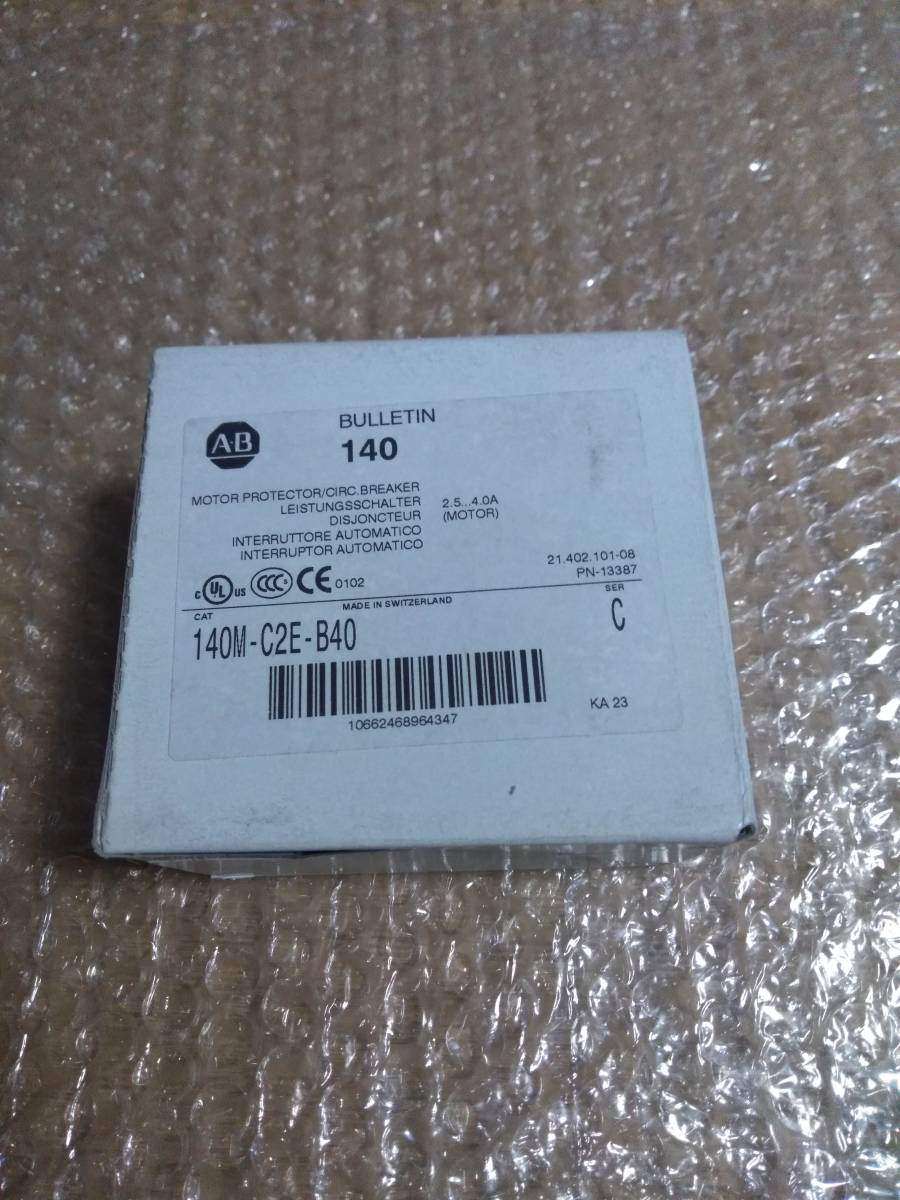 BULLETIN
A-B
140
MOTOR PROTECTOR/CIRC.BREAKER
LEISTUNGSSCHALTER
DISJONCTEUR
INTERRUTTORE AUTOMATICO
INTERRUPTOR AUTOMATICO
2.5...4.0A
(MOTOR)
21.402.101-08
PN-13387
C UL US CCC S CE 0102
MADE IN SWITZERLAND
SER
CAT
140M-C2E-B40
C
10662468964347
KA 23